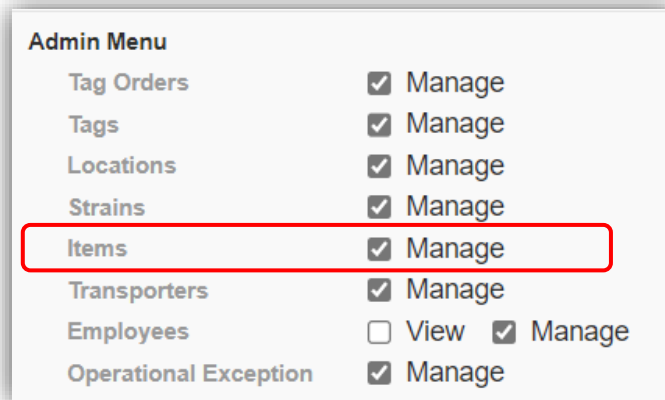 Admin Menu
Tag Orders Manage
Tags Manage
Locations Manage
Strains Manage
Items Manage
Transporters Manage
Employees View Manage
Operational Exception Manage